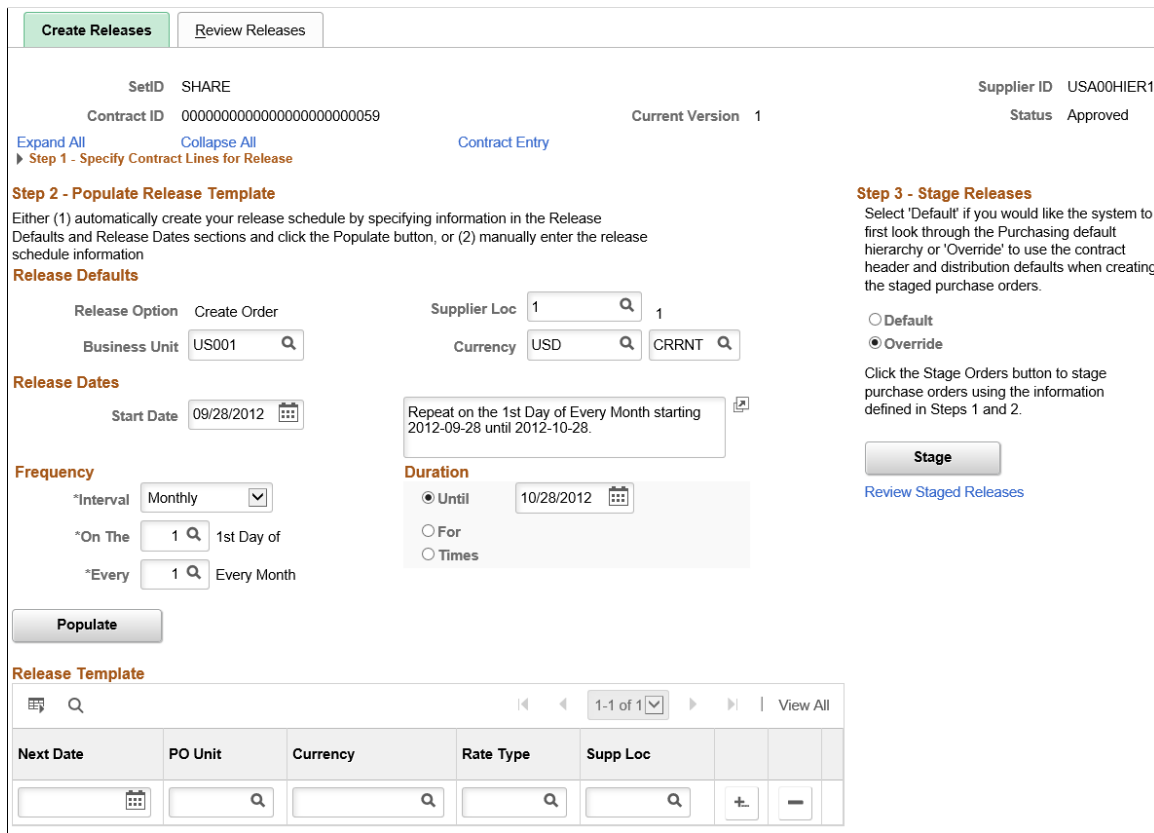 Create Releases
Review Releases
SetID SHARE
Supplier ID USA00HIER1
Contract ID 0000000000000000000000059
Current Version 1
Status Approved
Expand All
Collapse All
Contract Entry
Step 1 - Specify Contract Lines for Release
Step 2 - Populate Release Template
Either (1) automatically create your release schedule by specifying information in the Release
Defaults and Release Dates sections and click the Populate button, or (2) manually enter the release
schedule information
Release Defaults
Release Option Create Order
Supplier Loc 1 1
Business Unit US001
Currency USD CRRNT
Release Dates
Start Date 09/28/2012
Repeat on the 1st Day of Every Month starting
2012-09-28 until 2012-10-28.
Frequency
*Interval Monthly
*On The 1 1st Day of
*Every 1 Every Month
Duration
Until 10/28/2012
For
Times
Populate
Step 3 - Stage Releases
Select 'Default' if you would like the system to
first look through the Purchasing default
hierarchy or 'Override' to use the contract
header and distribution defaults when creating
the staged purchase orders.
Default
Override
Click the Stage Orders button to stage
purchase orders using the information
defined in Steps 1 and 2.
Stage
Review Staged Releases
Release Template
1-1 of 1
View All
Next Date PO Unit Currency Rate Type Supp Loc